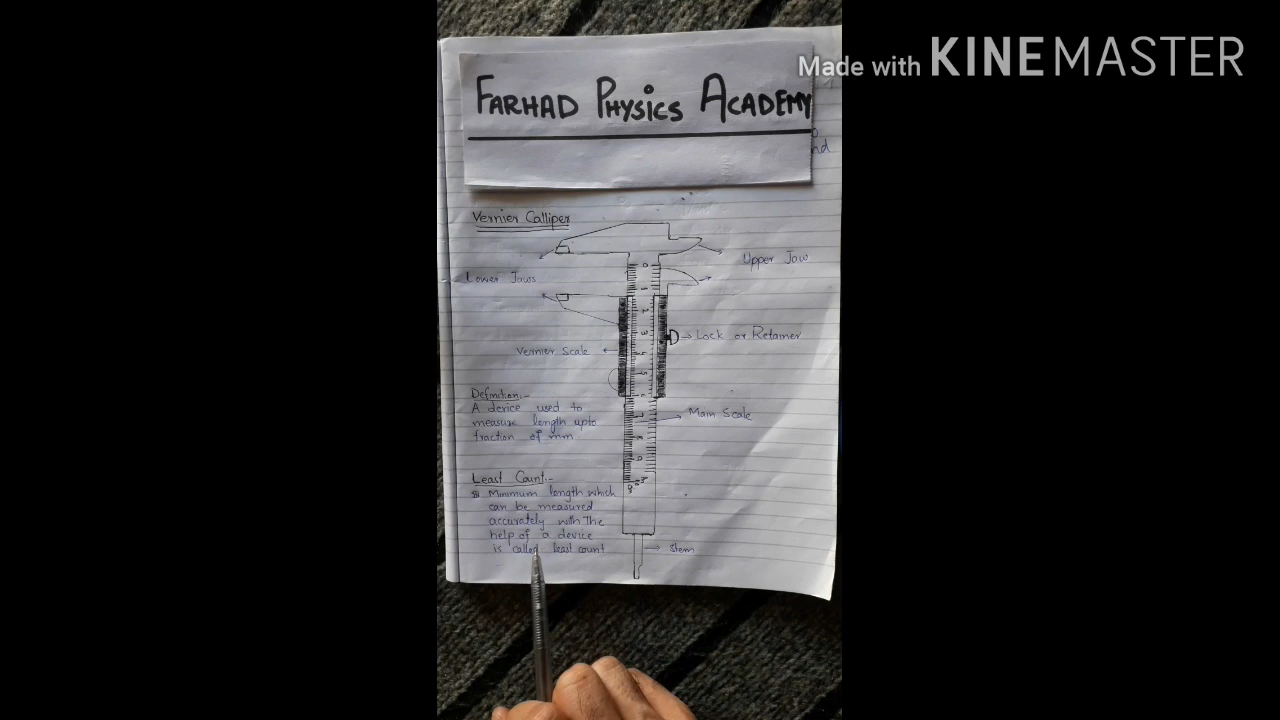 Made with KINEMASTER
FARHAD PHYSICS ACADEMY
nd
Vernier Calliper
Upper Jaw
Lower Jaws
Lock or Retainer
Vernier Scale
Definition:-
A device used to
measure length upto
fraction of mm
Main Scale
Least Count:-
Minimum length which
can be measured
accurately with The
help of a device
is called least count
Stem